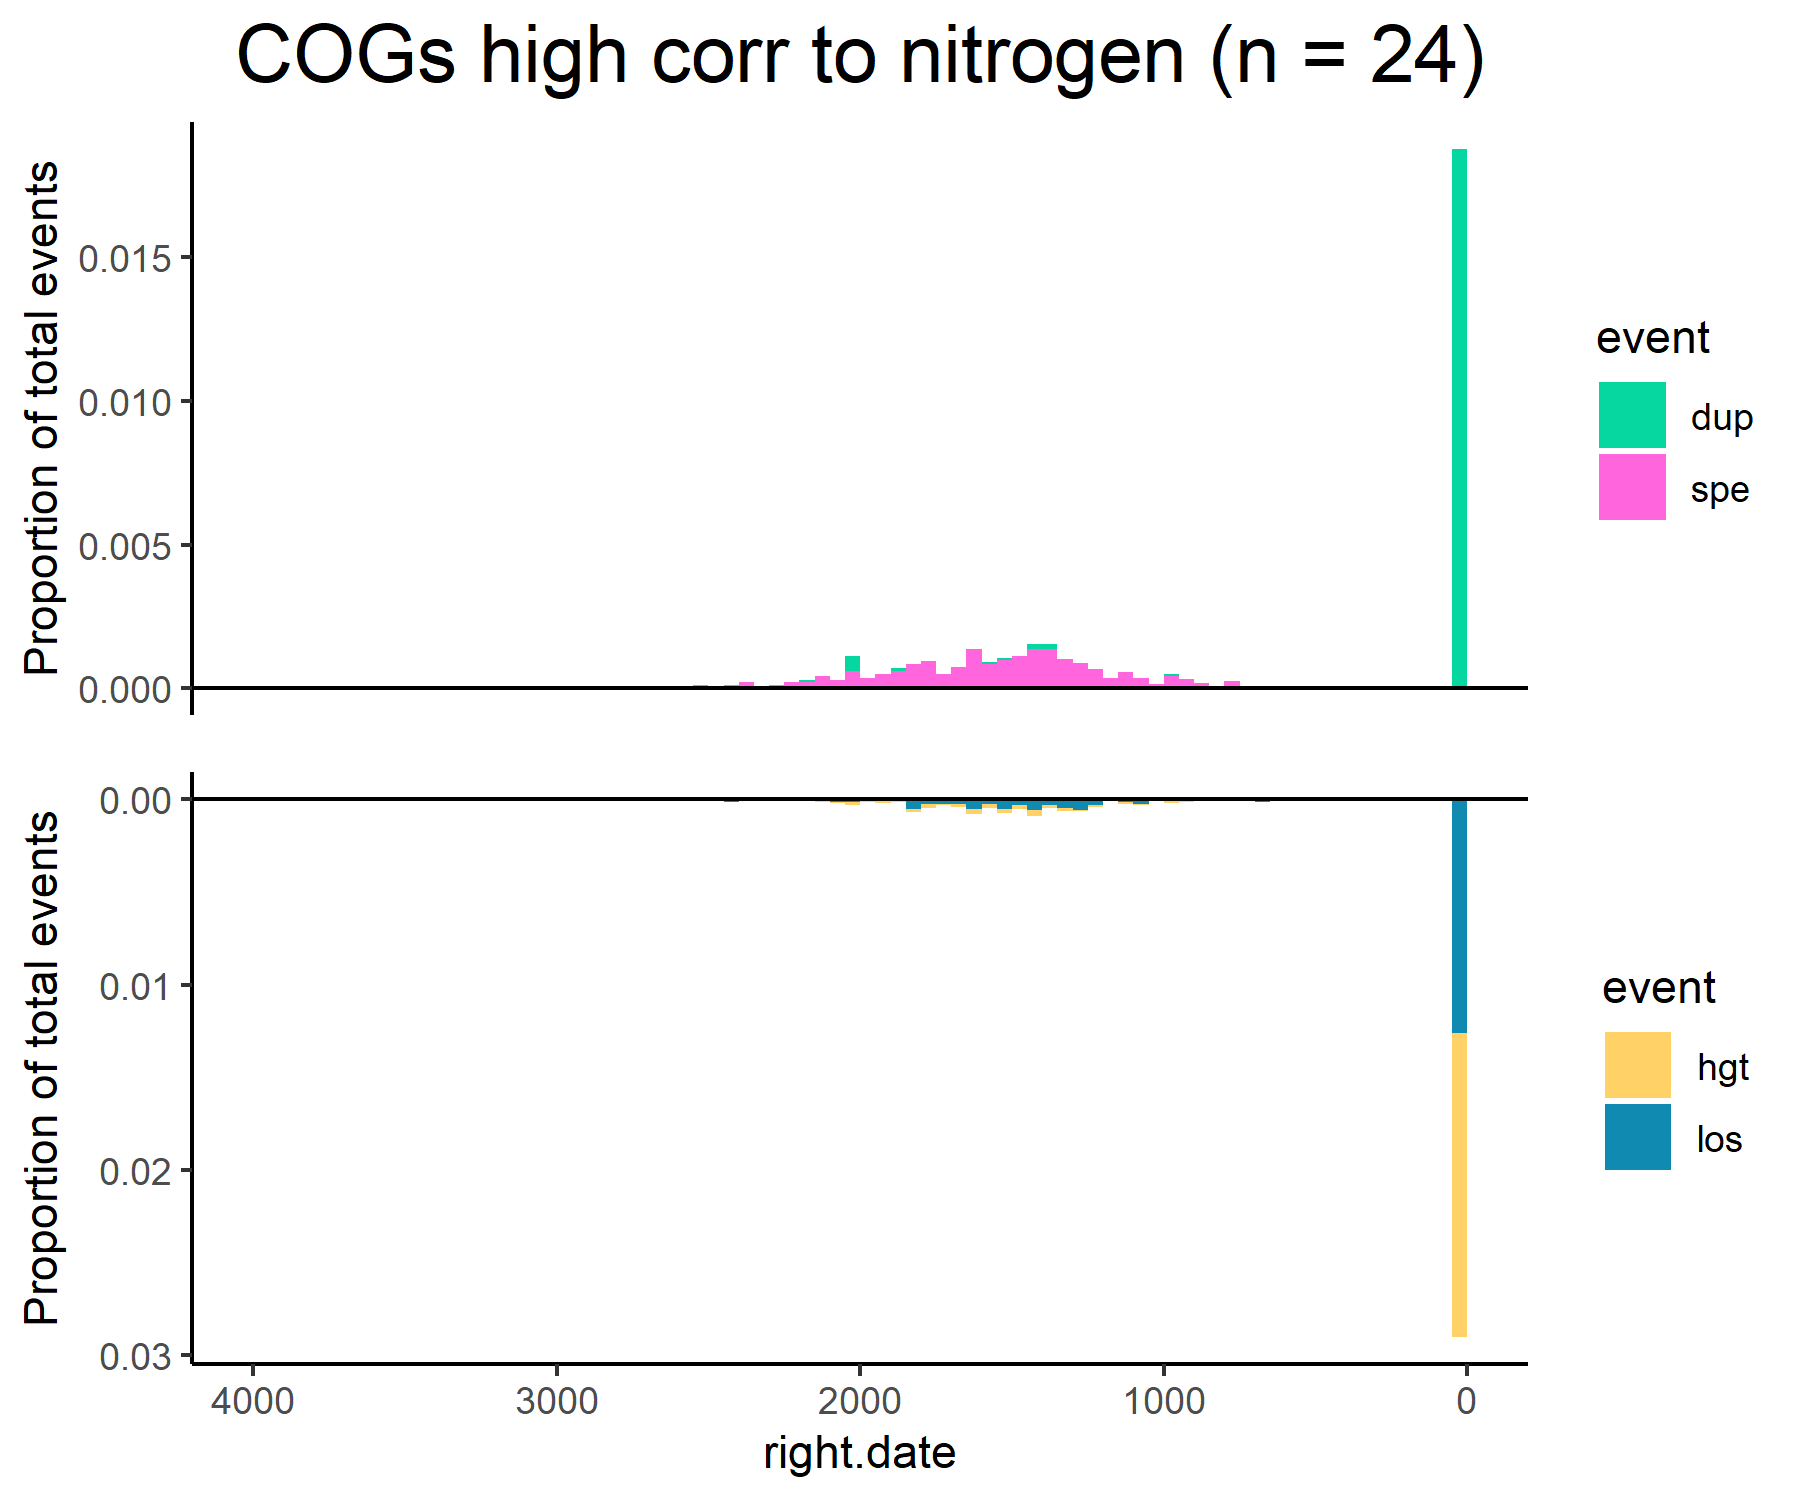 COGs high corr to nitrogen (n = 24)
Proportion of total events
0.015
0.010
0.005
0.000
event
dup
spe
Proportion of total events
0.00
0.01
0.02
0.03
event
hgt
los
4000 3000 2000 1000 0
right.date